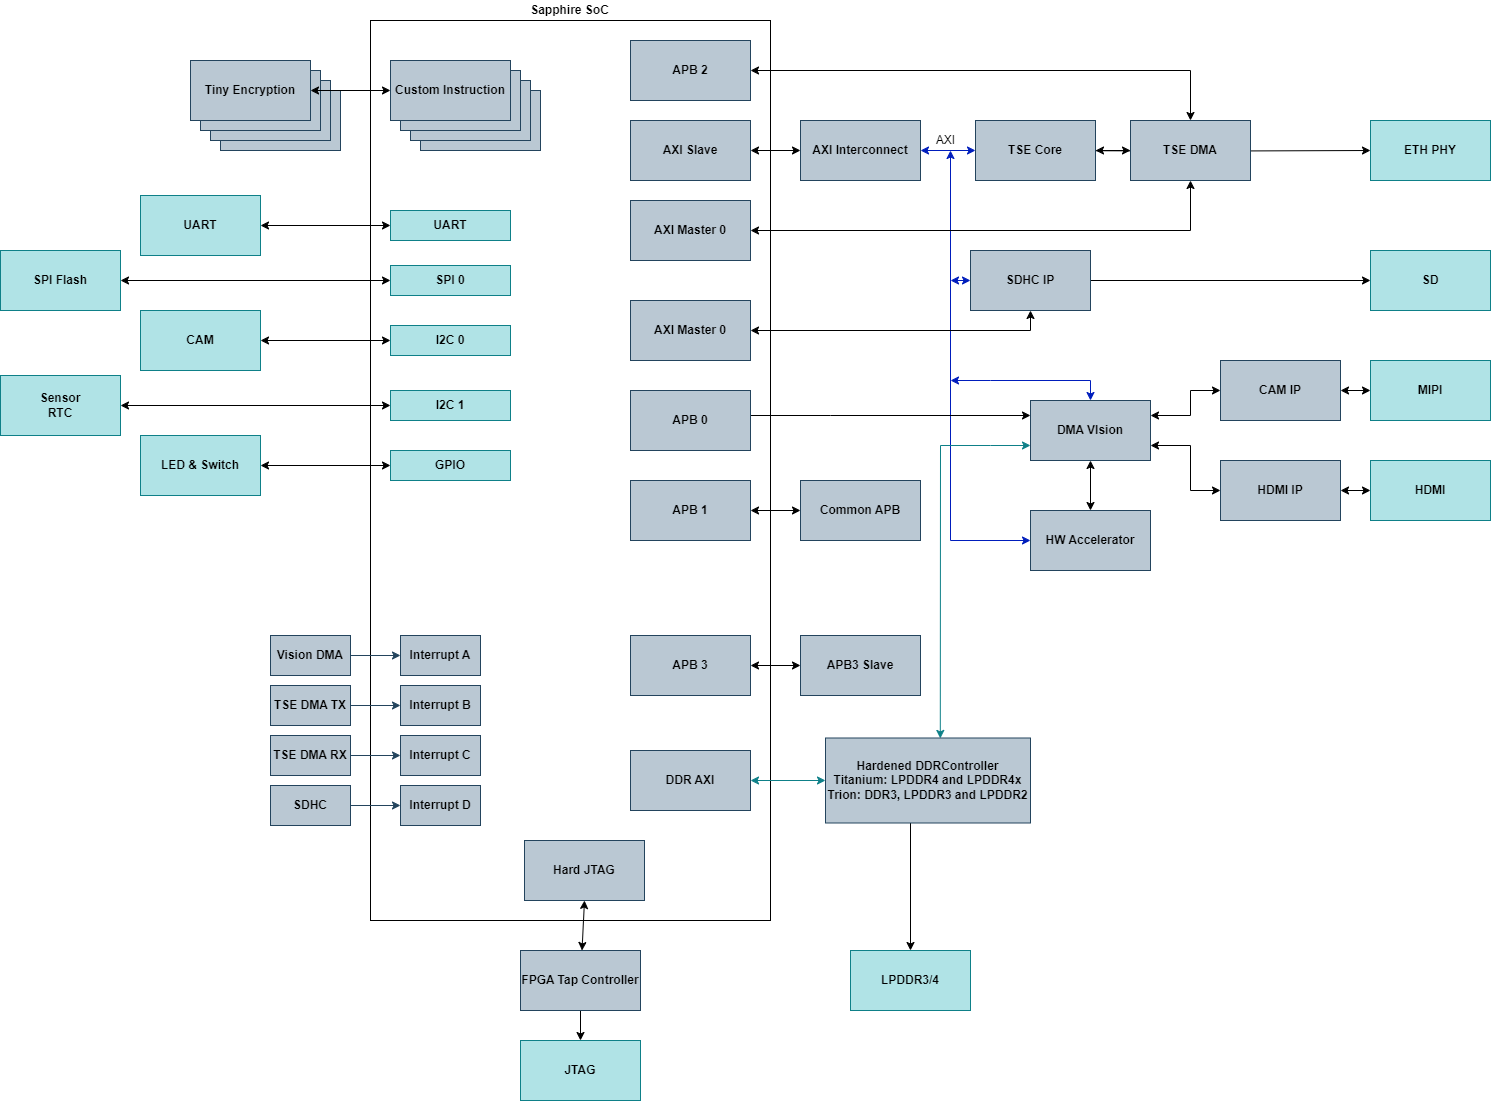 Sapphire SoC
Tiny Encryption
Custom Instruction
APB 2
AXI Slave
AXI Interconnect
AXI
TSE Core
TSE DMA
ETH PHY
UART
UART
AXI Master 0
SPI Flash
SPI 0
SDHC IP
SD
CAM
I2C 0
AXI Master 0
Sensor
RTC
I2C 1
APB 0
DMA VIsion
CAM IP
MIPI
LED & Switch
GPIO
HDMI IP
HDMI
APB 1
Common APB
HW Accelerator
Vision DMA
Interrupt A
APB 3
APB3 Slave
TSE DMA TX
Interrupt B
TSE DMA RX
Interrupt C
DDR AXI
Hardened DDRController
Titanium: LPDDR4 and LPDDR4x
Trion: DDR3, LPDDR3 and LPDDR2
SDHC
Interrupt D
Hard JTAG
FPGA Tap Controller
LPDDR3/4
JTAG